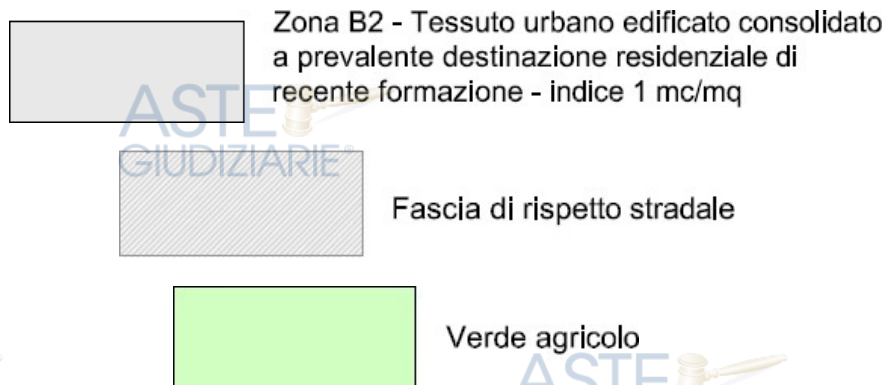 Zona B2 - Tessuto urbano edificato consolidato
a prevalente destinazione residenziale di
recente formazione - indice 1 mc/mq
ASTE
GIUDIZIARIE®
Fascia di rispetto stradale
Verde agricolo
ASTE